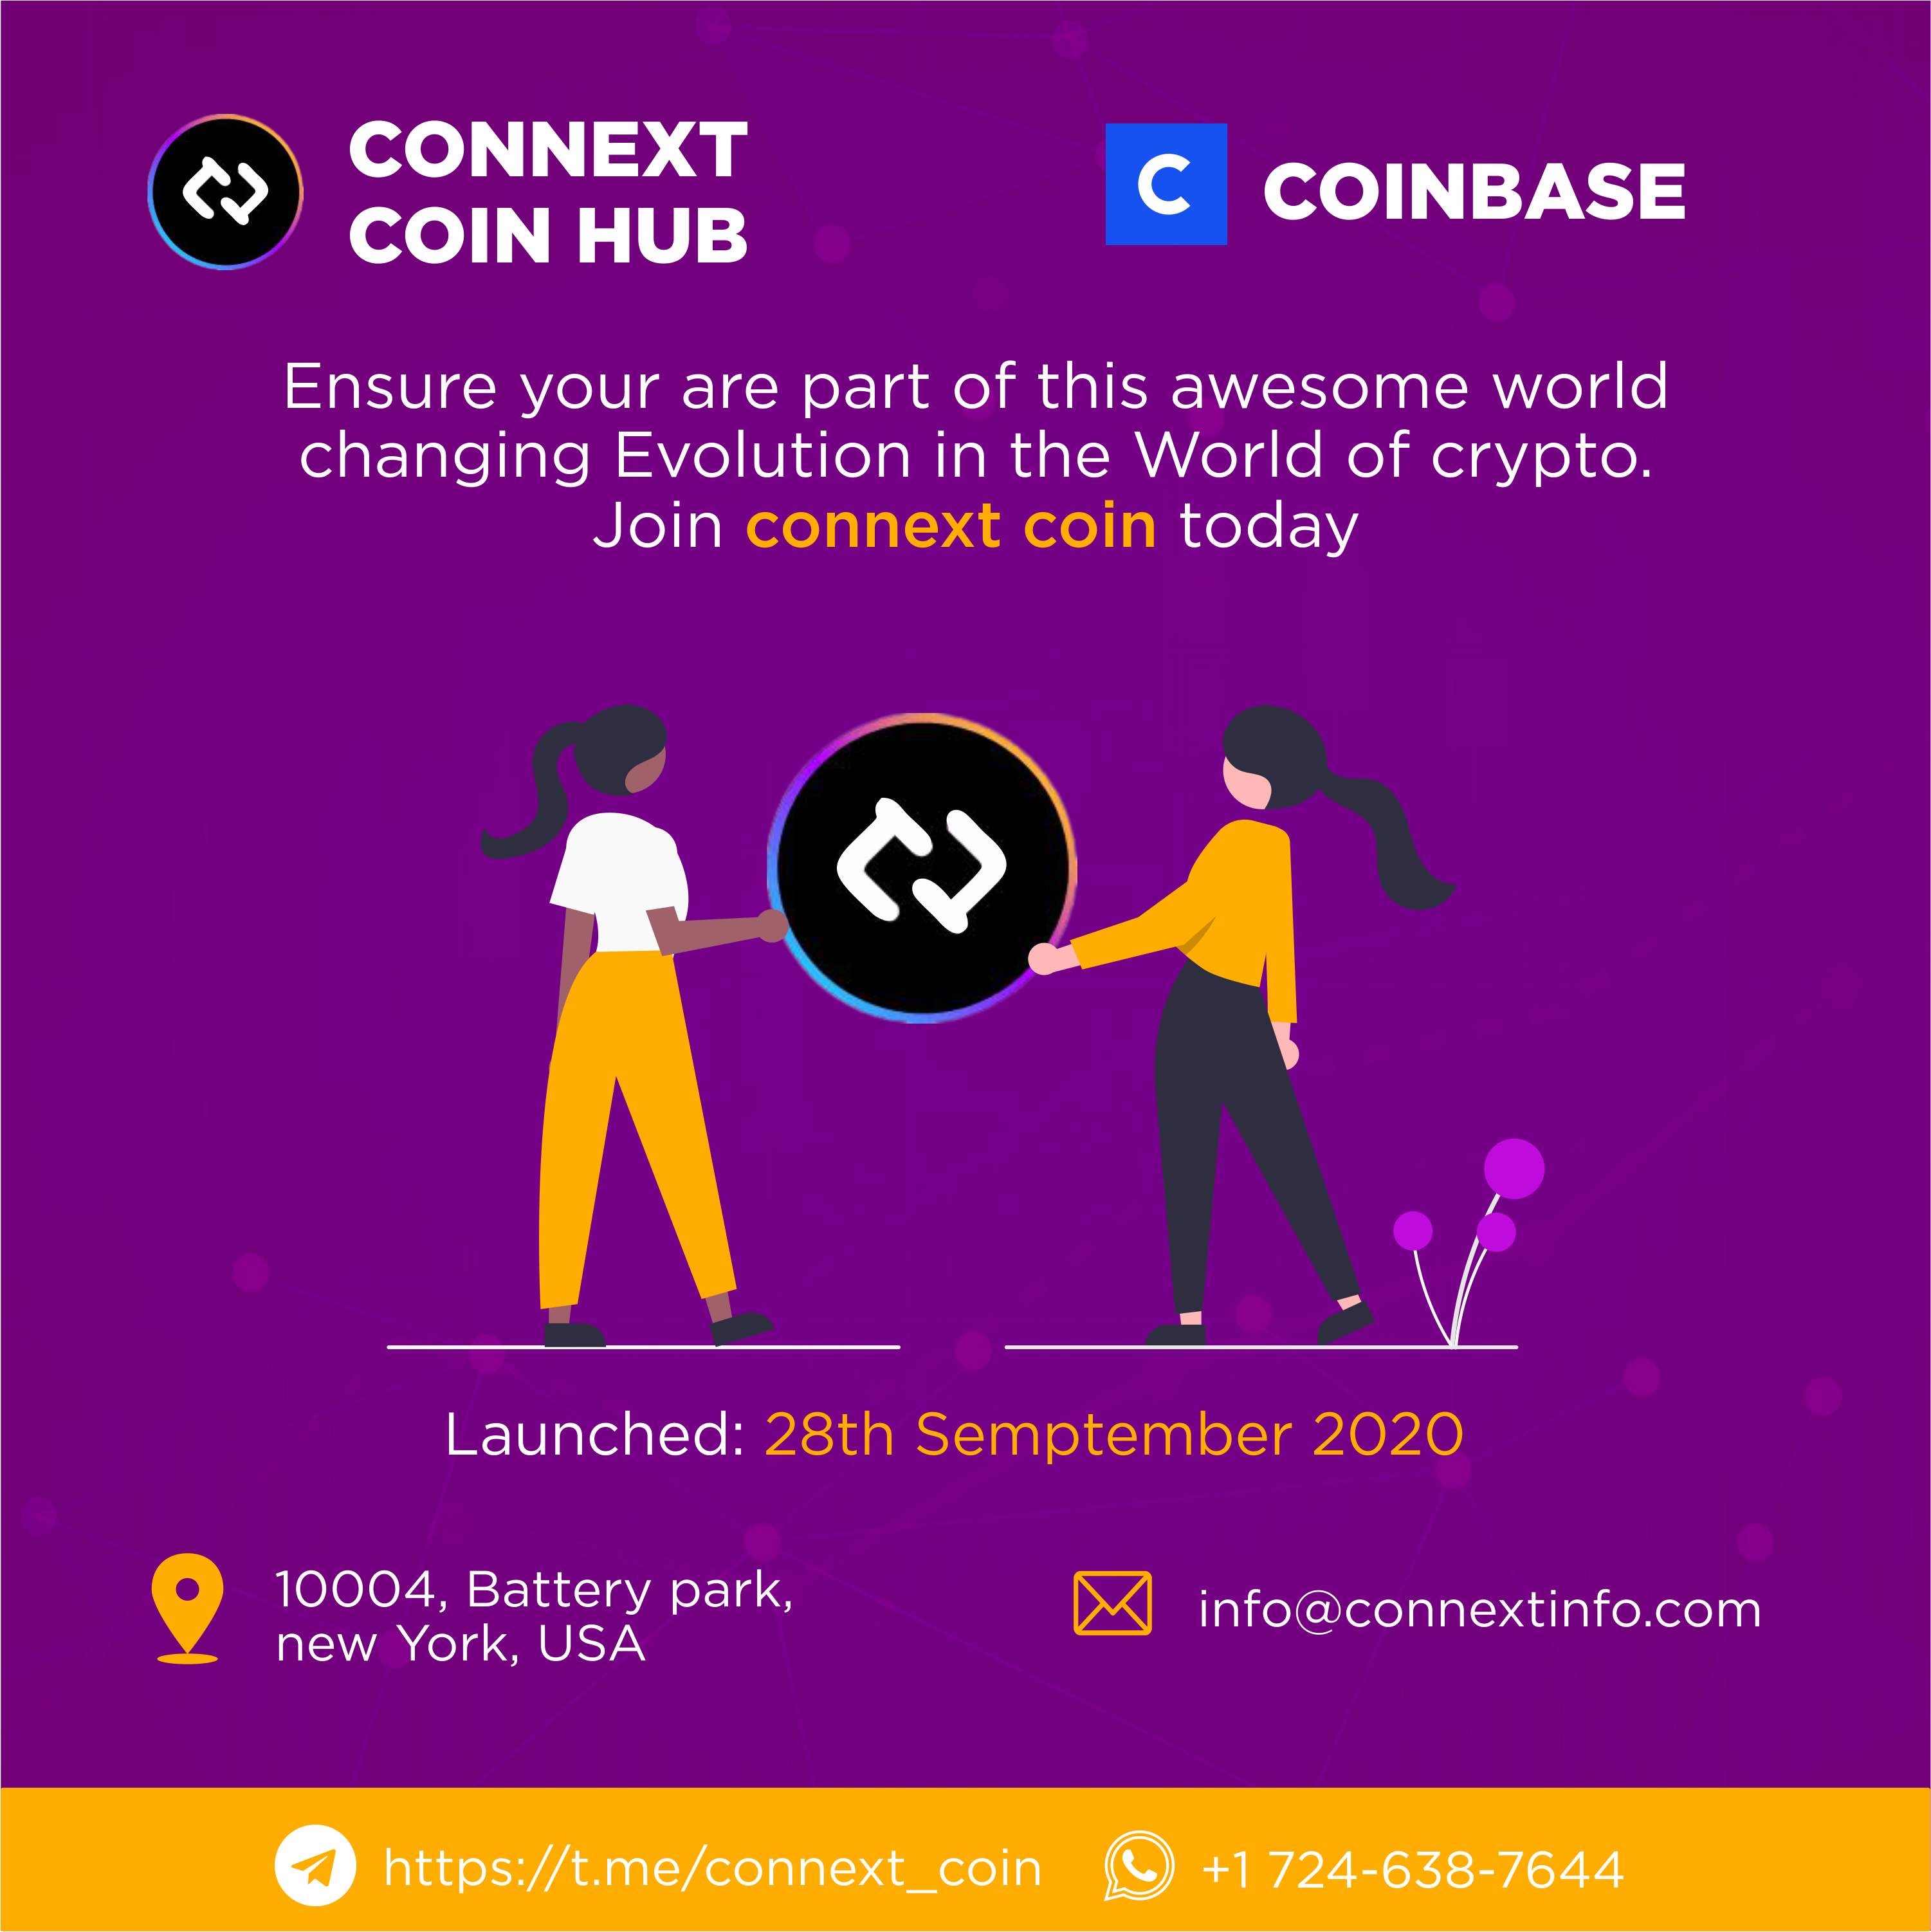 CONNEXT
COIN HUB
C COINBASE
Ensure your are part of this awesome world
changing Evolution in the World of crypto.
Join connext coin today
Launched: 28th Semptember 2020
10004, Battery park,
new York, USA
info@connextinfo.com
https://t.me/connext_coin
+1 724-638-7644